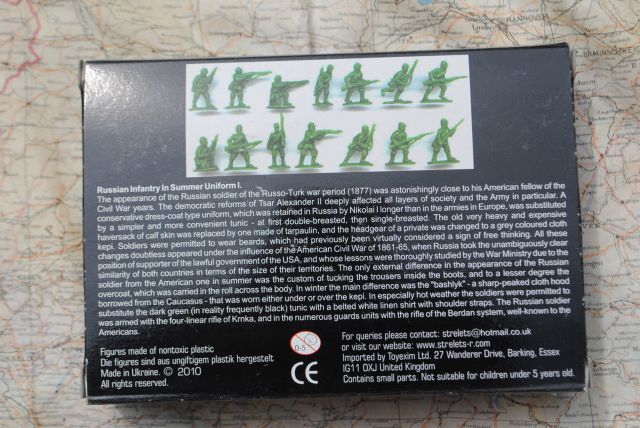 HANNOVER
BRAUNSCHWEIG
Russian Infantry In Summer Uniform I.
The appearance of the Russian soldier of the Russo-Turk war period (1877) was astonishingly close to his American fellow of the
Civil War years. The democratic reforms of Tsar Alexander II deeply affected all layers of society and the Army in particular. A
conservative dress-coat type uniform, which was retained in Russia by Nikolai I longer than in the armies in Europe, was substituted
by a simpler and more convenient tunic - at first double-breasted, then single-breasted. The old very heavy and expensive
haversack of calf skin was replaced by one made of tarpaulin, and the headgear of a private was changed to a grey coloured cloth
kepi. Soldiers were permitted to wear beards, which had previously been virtually considered a sign of free thinking. All these
changes doubtless appeared under the influence of the American Civil War of 1861-65, when Russia took the unambiguously clear
position of supporter of the lawful government of the USA, and whose lessons were thoroughly studied by the War Ministry due to the
similarity of both countries in terms of the size of their territories. The only external difference in the appearance of the Russian
soldier from the American one in summer was the custom of tucking the trousers inside the boots, and to a lesser degree the
overcoat, which was carried in the roll across the body. In winter the main difference was the "bashlyk" - a sharp-peaked cloth hood
borrowed from the Caucasus - that was worn either under or over the kepi. In especially hot weather the soldiers were permitted to
substitute the dark green (in reality frequently black) tunic with a belted white linen shirt with shoulder straps. The Russian soldier
was armed with the four-linear rifle of Krnka, and in the numerous guards units with the rifle of the Berdan system, well-known to the
Americans.
Figures made of nontoxic plastic
Die figures sind aus ungiftigem plastik hergestelt
Made in Ukraine. © 2010
All rights reserved.
0-5
CE
For more information please contact: strelets@hotmail.co.uk
or visit our website: www.strelets-r.com
Imported by Toyexim Ltd. 27 Wanderer Drive, Barking, Essex
IG11 OXJ United Kingdom
Contains small parts. Not suitable for children under 5 years old.